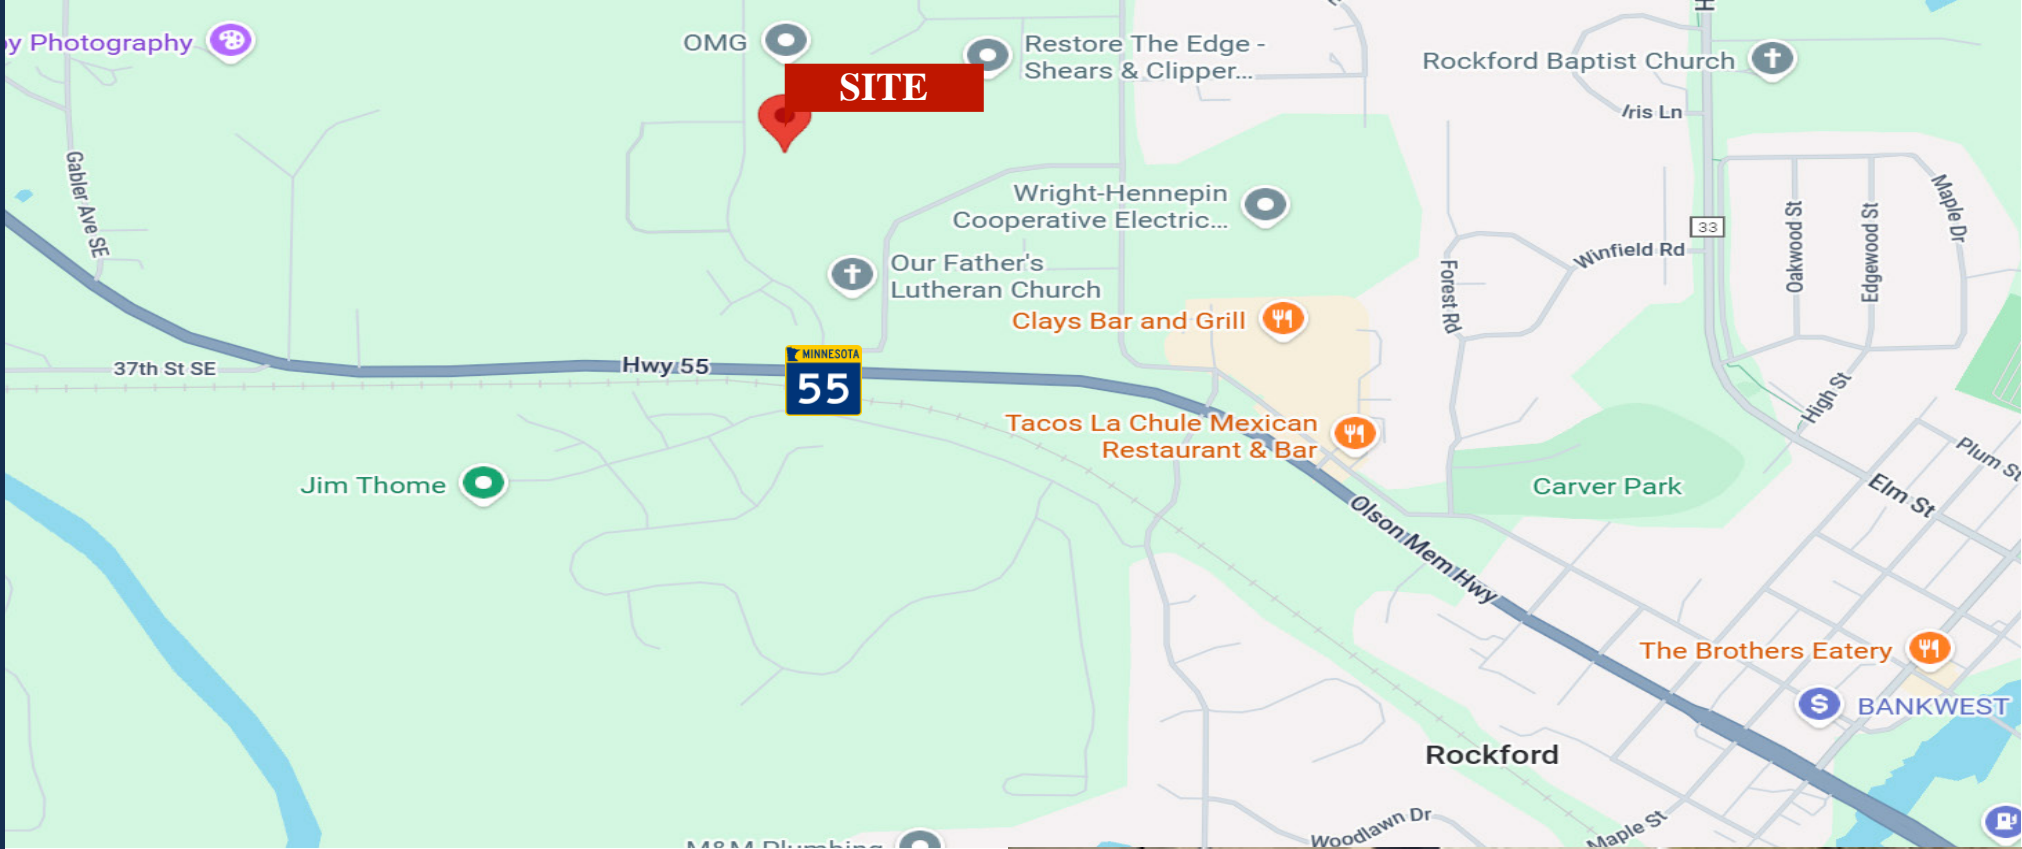 y Photography
OMG
Restore The Edge -
Shears & Clipper...
Rockford Baptist Church
SITE
Iris Ln
Gabler Ave SE
Wright-Hennepin
Cooperative Electric...
Maple Dr
Oakwood St
Edgewood St
33
Winfield Rd
Forest Rd
Our Father's
Lutheran Church
Clays Bar and Grill
MINNESOTA
55
Hwy 55
37th St SE
High St
Tacos La Chule Mexican
Restaurant & Bar
Plum St
Jim Thome
Carver Park
Elm St
Olson Mem Hwy
The Brothers Eatery
BANKWEST
Rockford
Woodlawn Dr
Maple St
M&M Plumbing